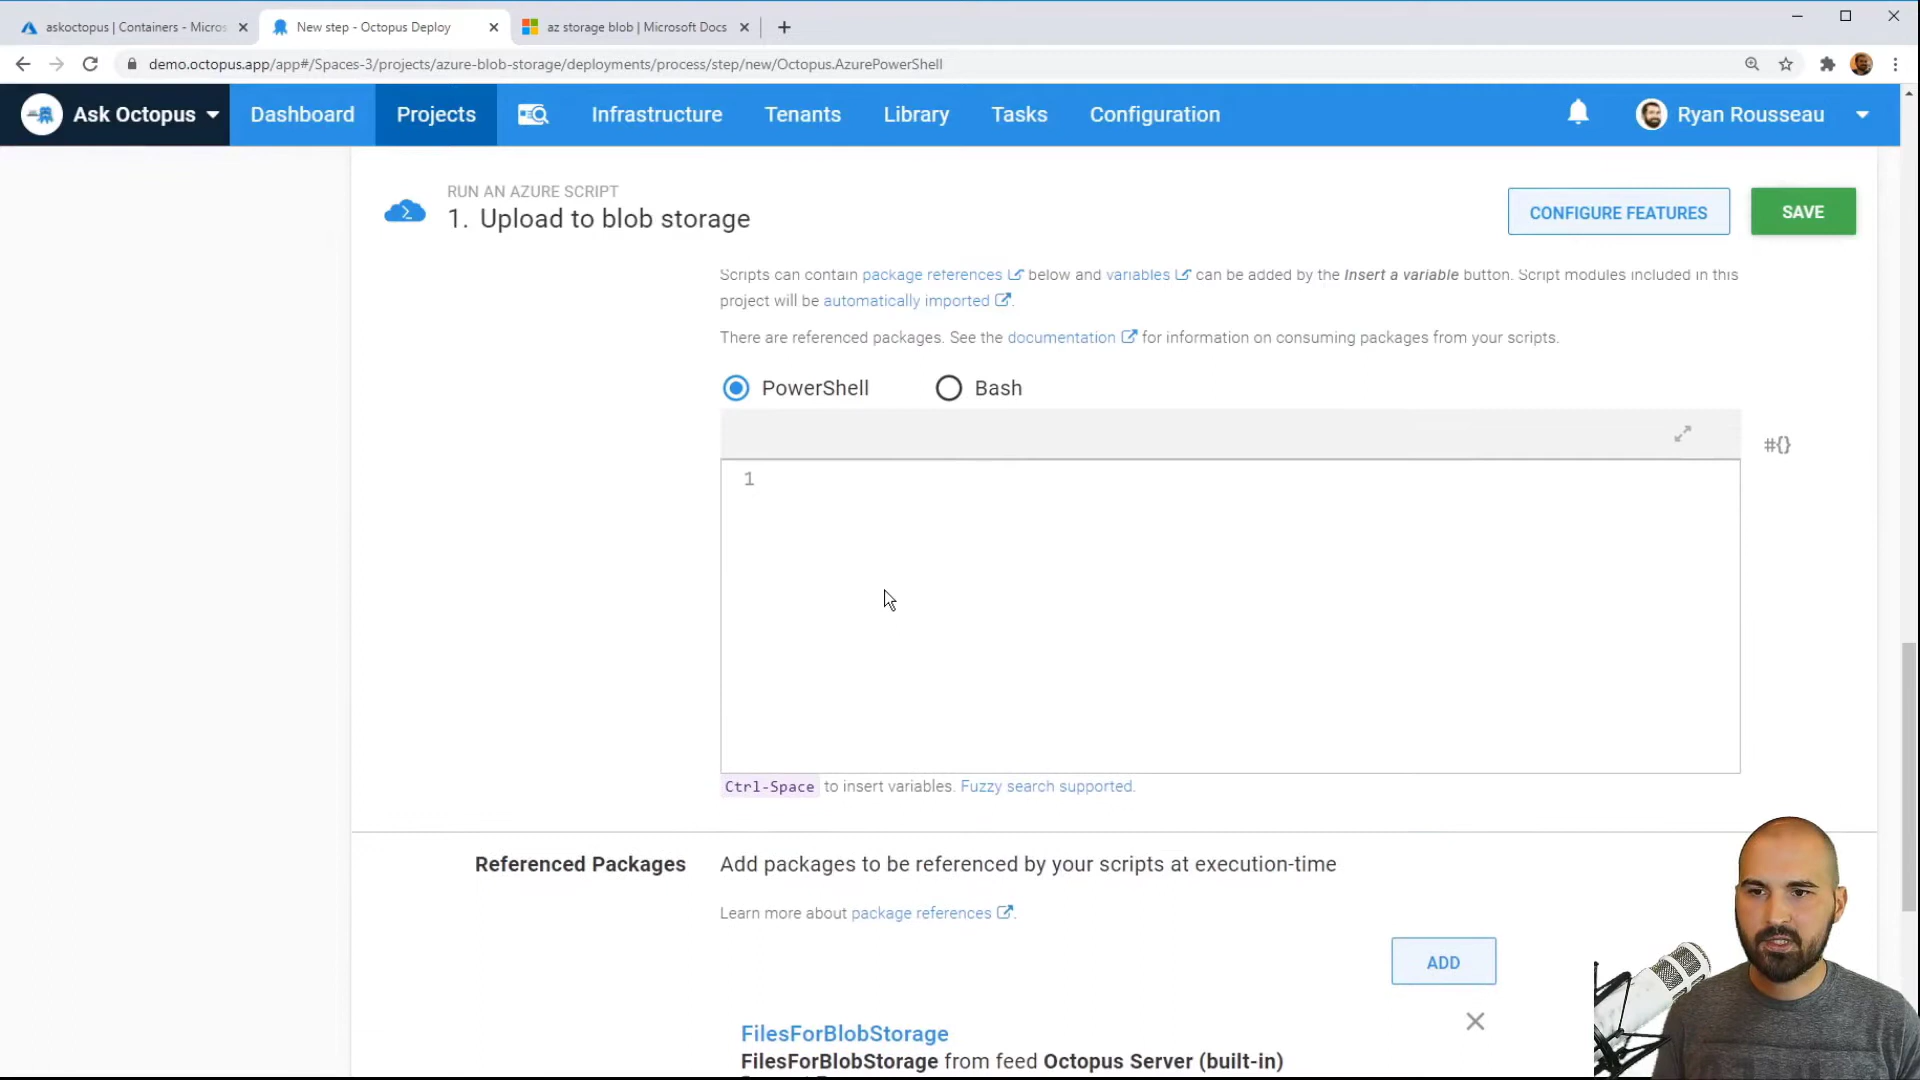 askoctopus | Containers - Micros
New step - Octopus Deploy
az storage blob | Microsoft Docs
demo.octopus.app/app#/Spaces-3/projects/azure-blob-storage/deployments/process/step/new/Octopus.AzurePowerShell
Ask Octopus
Dashboard
Projects
Infrastructure
Tenants
Library
Tasks
Configuration
Ryan Rousseau
RUN AN AZURE SCRIPT
1. Upload to blob storage
CONFIGURE FEATURES
SAVE
Scripts can contain package references below and variables can be added by the Insert a variable button. Script modules included in this
project will be automatically imported .
There are referenced packages. See the documentation for information on consuming packages from your scripts.
PowerShell
Bash
#{}
1
Ctrl-Space to insert variables. Fuzzy search supported.
Referenced Packages
Add packages to be referenced by your scripts at execution-time
Learn more about package references .
ADD
FilesForBlobStorage
FilesForBlobStorage from feed Octopus Server (built-in)